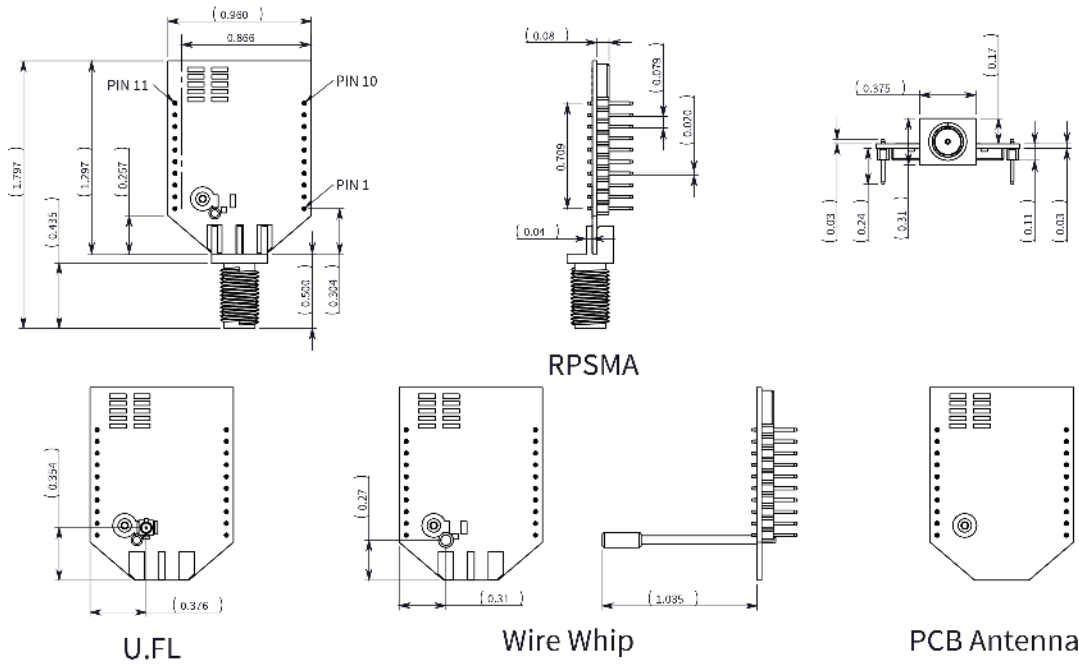 ( 0.960 )
0.866
PIN 11
PIN 10
PIN 1
( 1.797 )
( 1.297 )
( 0.267 )
( 0.435 )
( 0.500 )
( 0.304 )
( 0.08 )
( 0.079 )
( 0.020 )
0.709
( 0.04 )
( 0.17 )
( 0.375 )
( 0.03 )
( 0.24 )
( 0.31 )
( 0.11 )
( 0.03 )
RPSMA
( 0.354 )
( 0.376 )
U.FL
( 0.27 )
( 0.31 )
( 1.035 )
Wire Whip
PCB Antenna